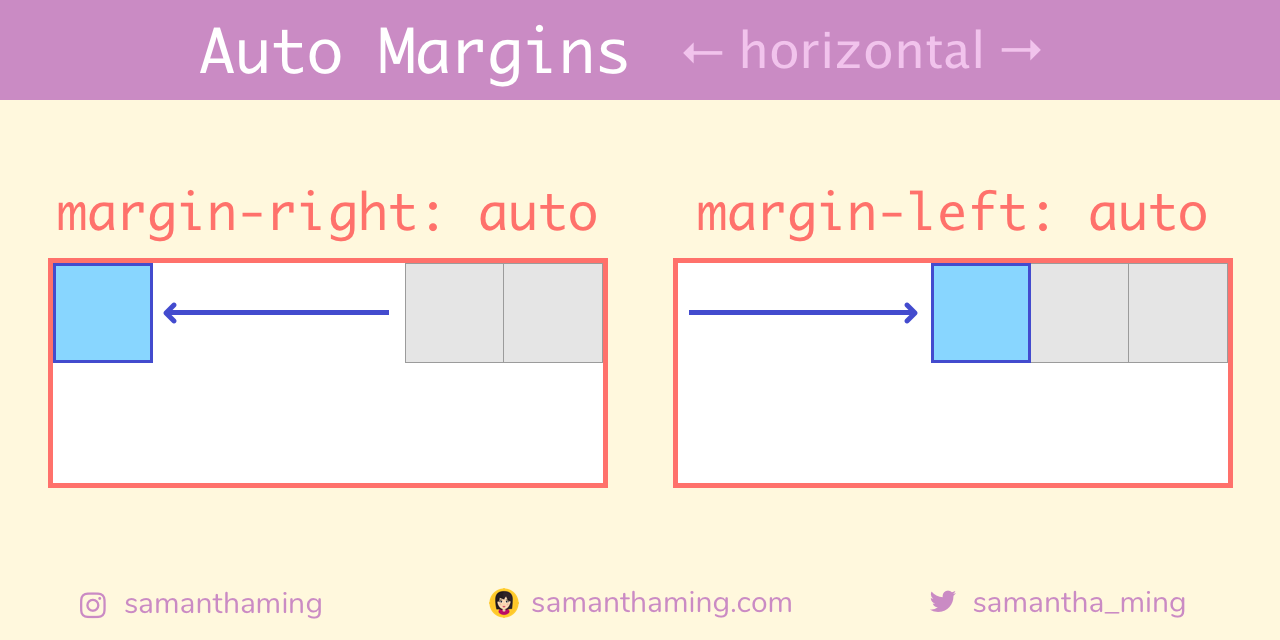 Auto Margins ← horizontal →
margin-right: auto
margin-left: auto
samanthaming
samanthaming.com
samantha_ming